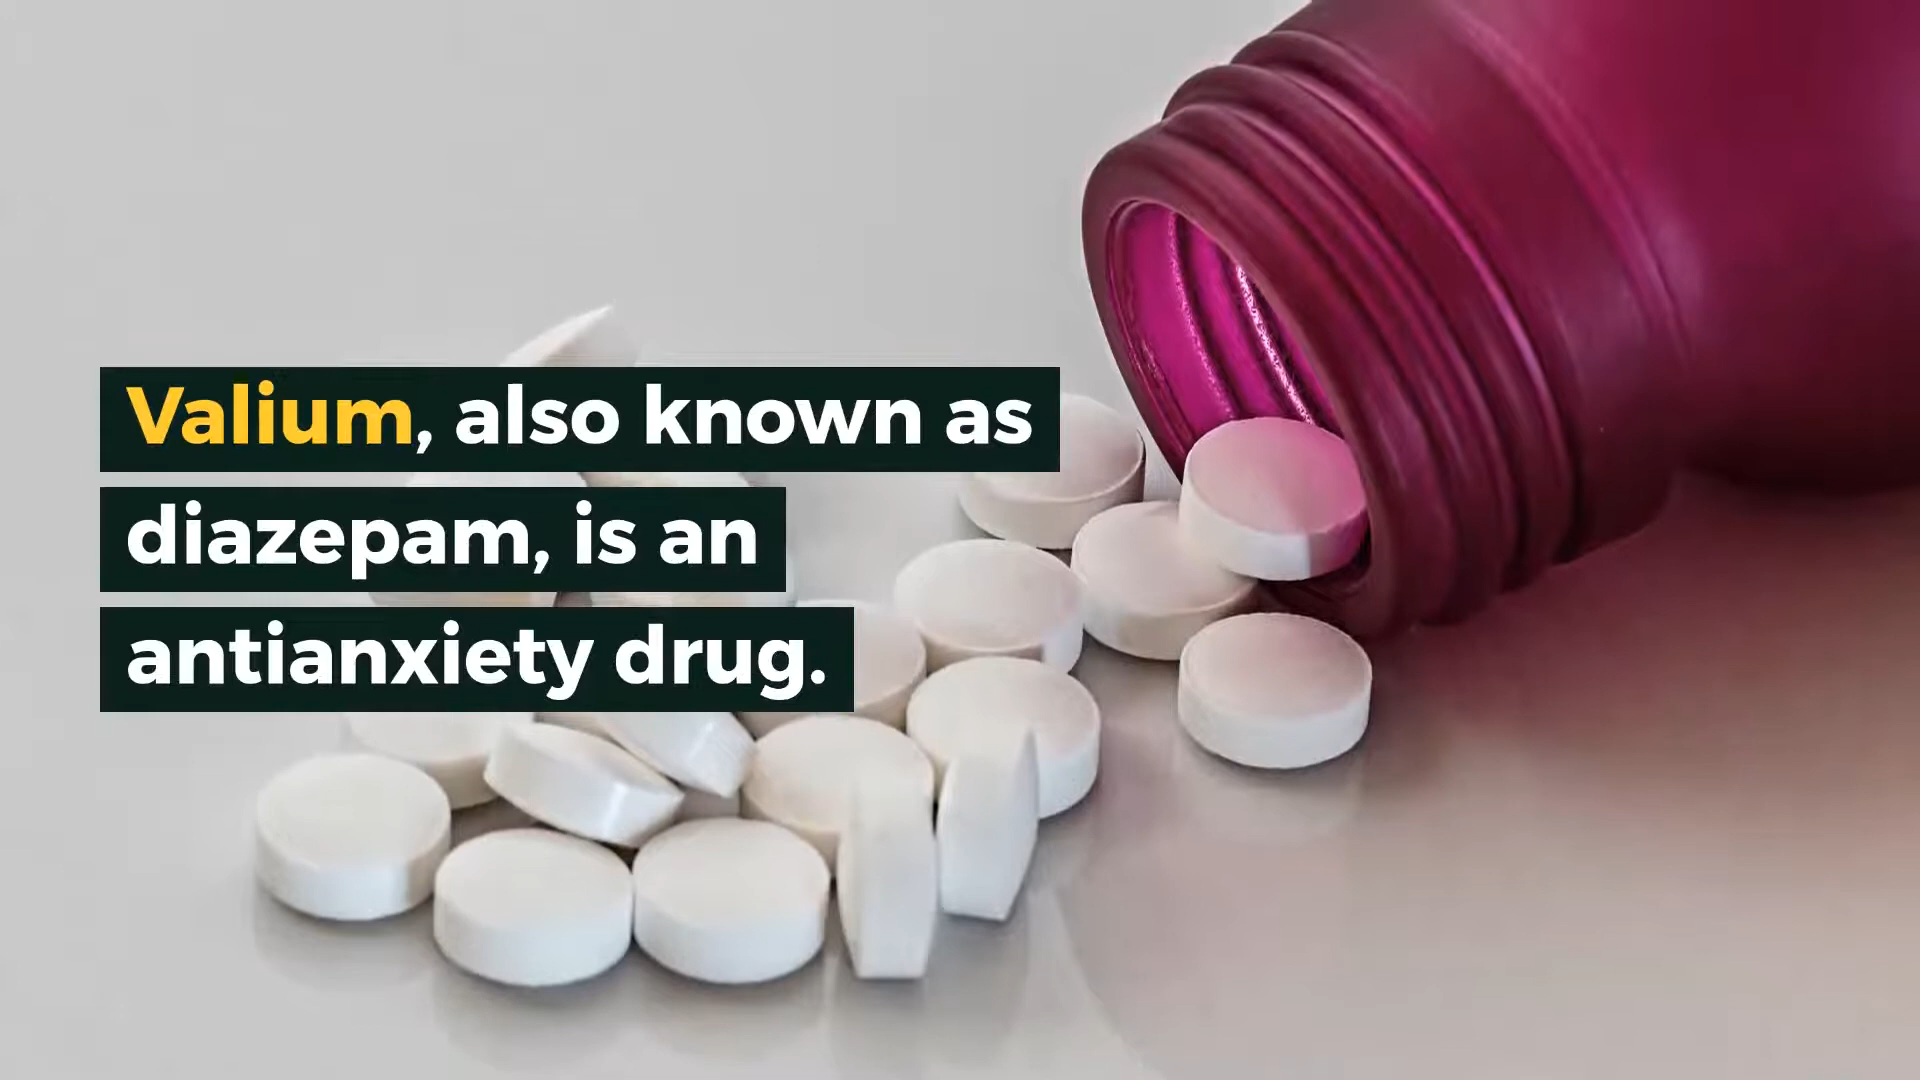 Valium, also known as
diazepam, is an
antianxiety drug.